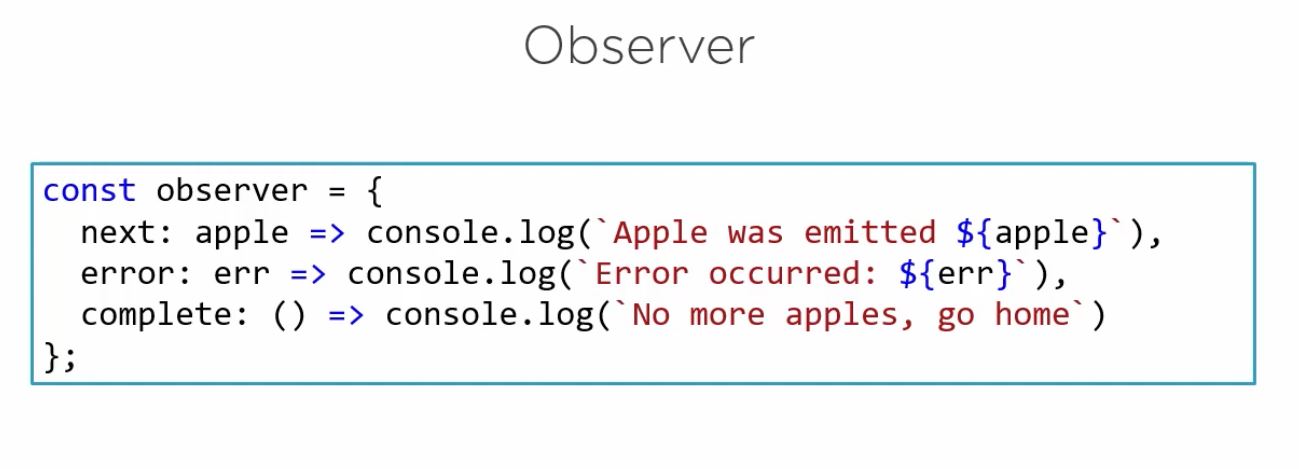 Observer
const observer = {
  next: apple => console.log(`Apple was emitted ${apple}`),
  error: err => console.log(`Error occurred: ${err}`),
  complete: () => console.log(`No more apples, go home`)
};